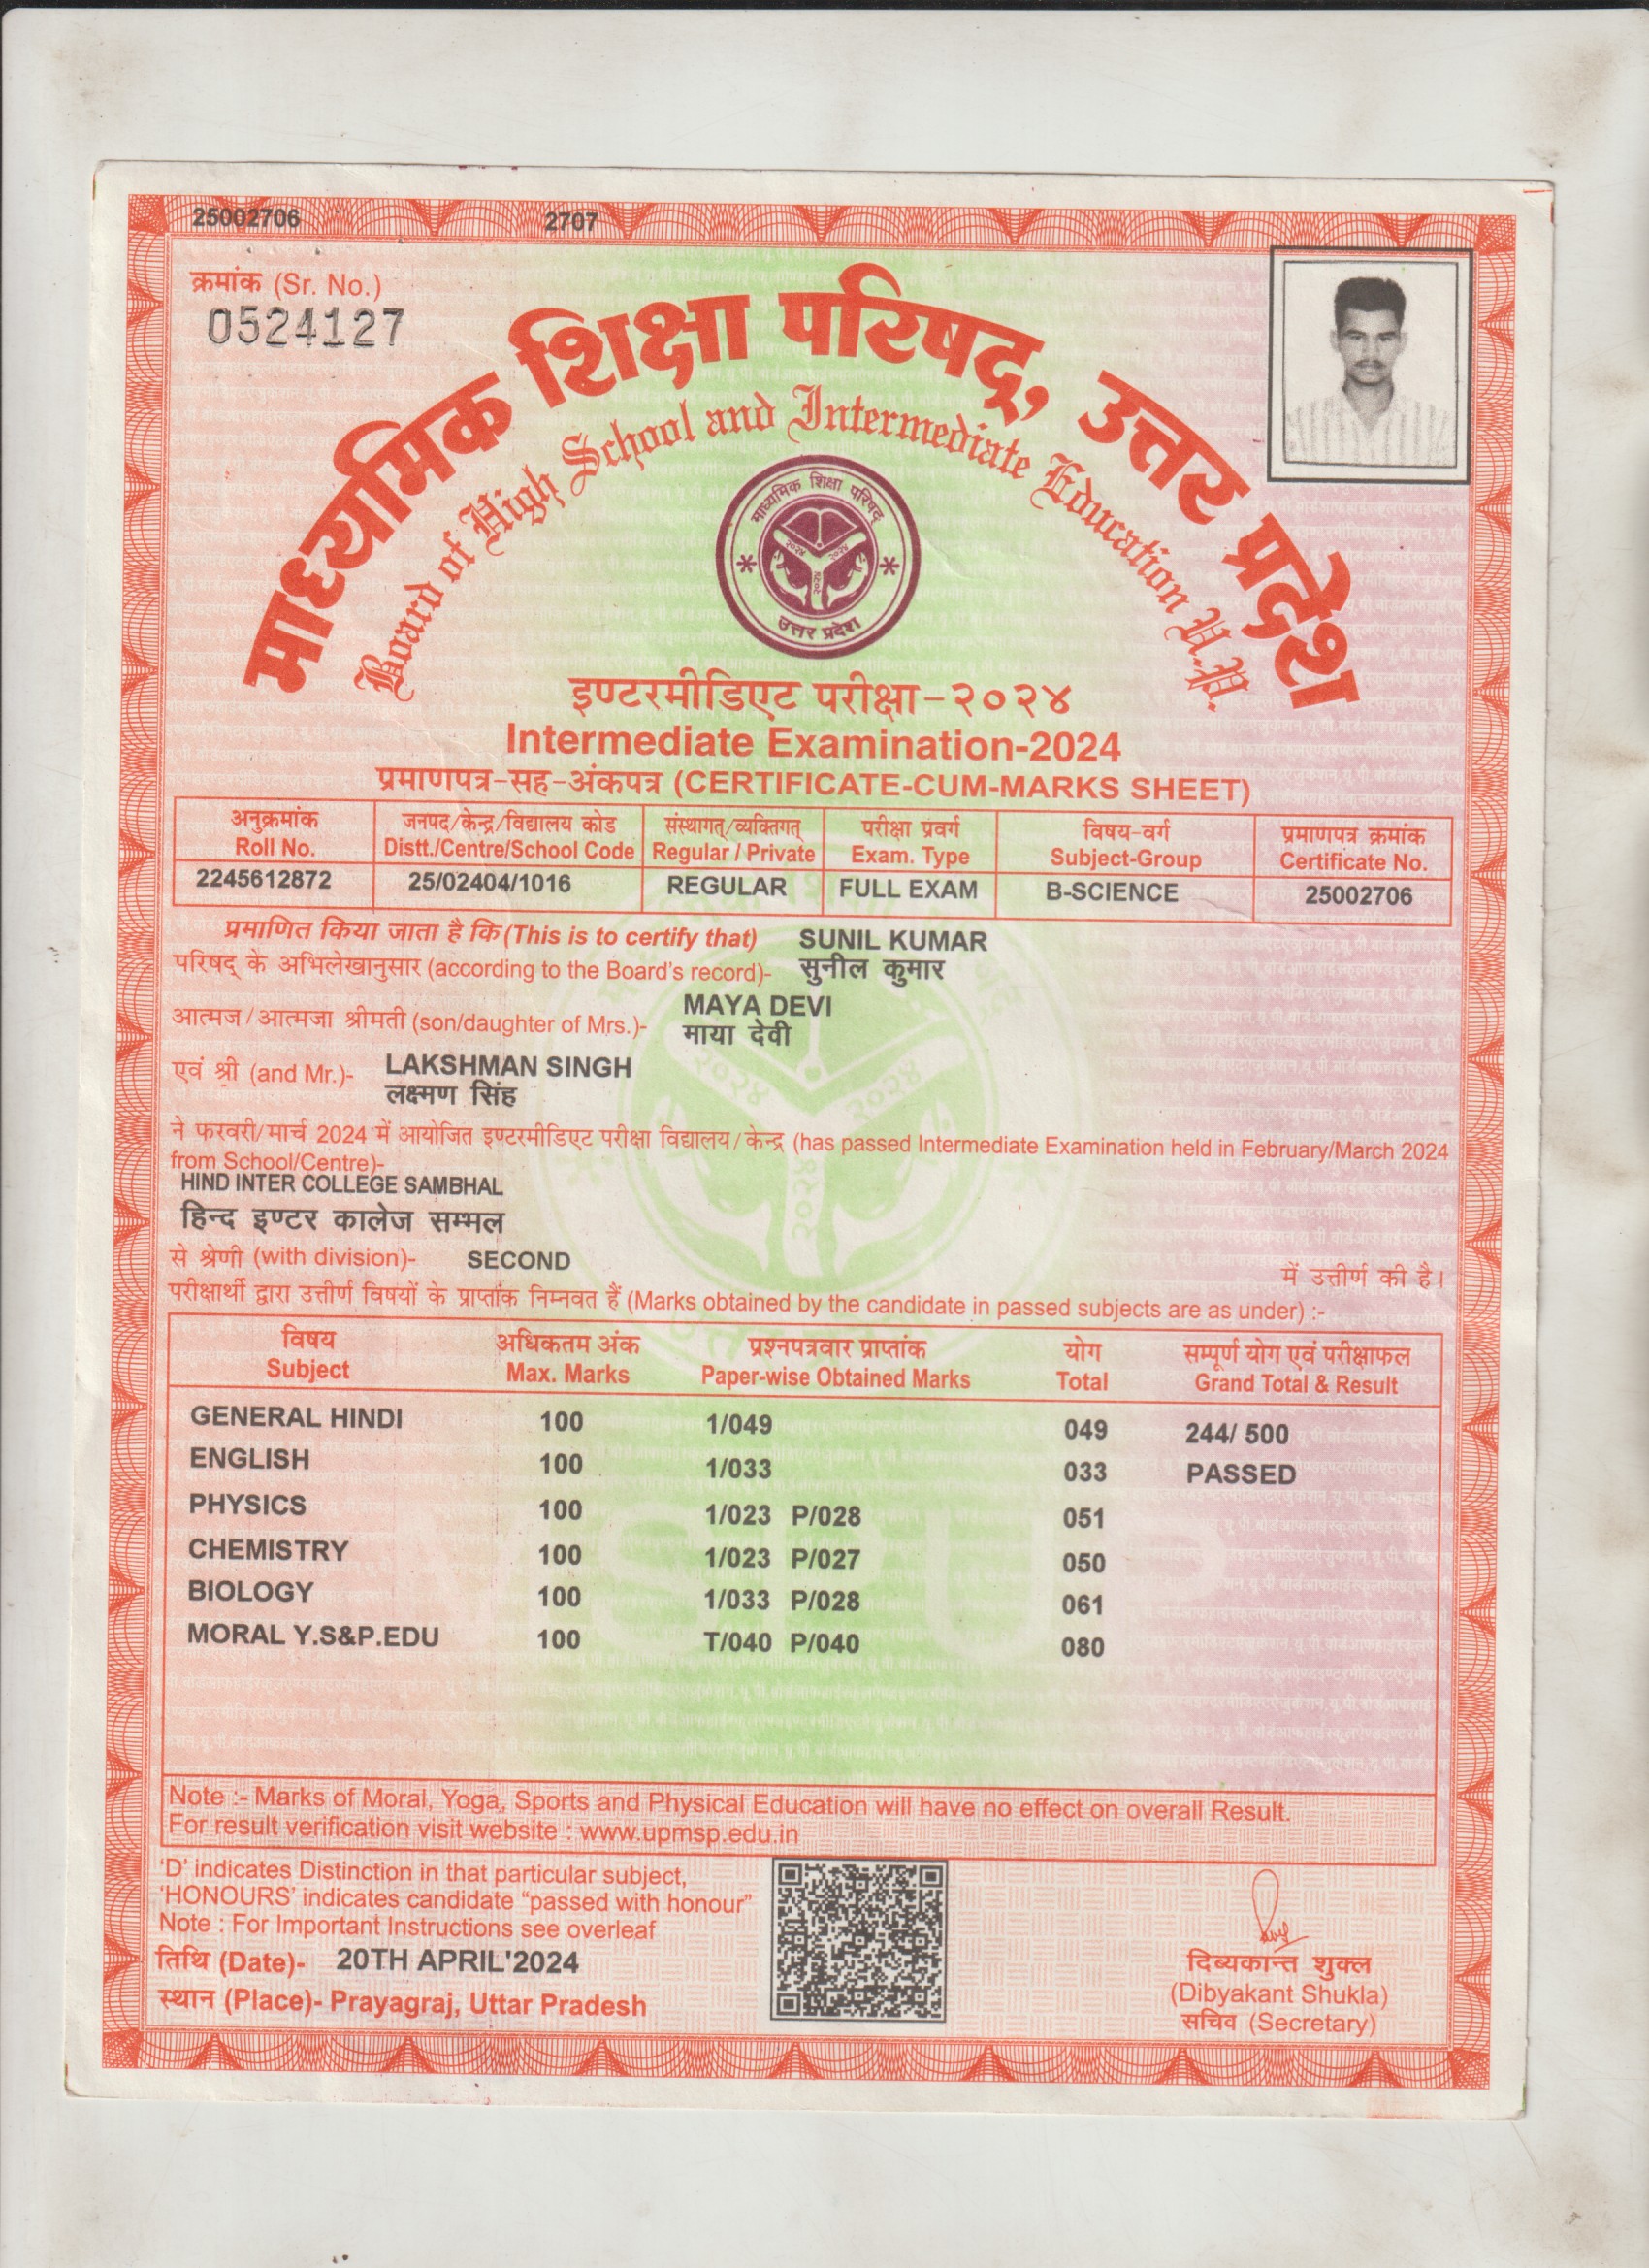 25002706 2707
क्रमांक (Sr. No.)
0524127
माध्यमिक शिक्षा परिषद्, उत्तर प्रदेश
Board of High School and Intermediate Education U.P.
माध्यमिक शिक्षा परिषद्
२०२४ २०२४
२०२४
उत्तर प्रदेश
इण्टरमीडिएट परीक्षा-२०२४
Intermediate Examination-2024
प्रमाणपत्र-सह-अंकपत्र (CERTIFICATE-CUM-MARKS SHEET)
अनुक्रमांक जनपद/केन्द्र/विद्यालय कोड संस्थागत्/व्यक्तिगत् परीक्षा प्रवर्ग विषय-वर्ग प्रमाणपत्र क्रमांक
Roll No. Distt./Centre/School Code Regular / Private Exam. Type Subject-Group Certificate No.
2245612872 25/02404/1016 REGULAR FULL EXAM B-SCIENCE 25002706
प्रमाणित किया जाता है कि (This is to certify that) SUNIL KUMAR
परिषद् के अभिलेखानुसार (according to the Board's record)- सुनील कुमार
MAYA DEVI
आत्मज/आत्मजा श्रीमती (son/daughter of Mrs.)- माया देवी
एवं श्री (and Mr.)- LAKSHMAN SINGH
लक्ष्मण सिंह
ने फरवरी/मार्च 2024 में आयोजित इण्टरमीडिएट परीक्षा विद्यालय/केन्द्र (has passed Intermediate Examination held in February/March 2024
from School/Centre)-
HIND INTER COLLEGE SAMBHAL
हिन्द इण्टर कालेज सम्भल
से श्रेणी (with division)- SECOND में उत्तीर्ण की है।
परीक्षार्थी द्वारा उत्तीर्ण विषयों के प्राप्तांक निम्नवत हैं (Marks obtained by the candidate in passed subjects are as under) :-
विषय अधिकतम अंक प्रश्नपत्रवार प्राप्तांक योग सम्पूर्ण योग एवं परीक्षाफल
Subject Max. Marks Paper-wise Obtained Marks Total Grand Total & Result
GENERAL HINDI 100 1/049 049 244/ 500
ENGLISH 100 1/033 033 PASSED
PHYSICS 100 1/023 P/028 051
CHEMISTRY 100 1/023 P/027 050
BIOLOGY 100 1/033 P/028 061
MORAL Y.S&P.EDU 100 T/040 P/040 080
Note :- Marks of Moral, Yoga, Sports and Physical Education will have no effect on overall Result.
For result verification visit website : www.upmsp.edu.in
'D' indicates Distinction in that particular subject,
'HONOURS' indicates candidate "passed with honour"
Note : For Important Instructions see overleaf
तिथि (Date)- 20TH APRIL'2024
स्थान (Place)- Prayagraj, Uttar Pradesh
दिव्यकान्त शुक्ल
(Dibyakant Shukla)
सचिव (Secretary)